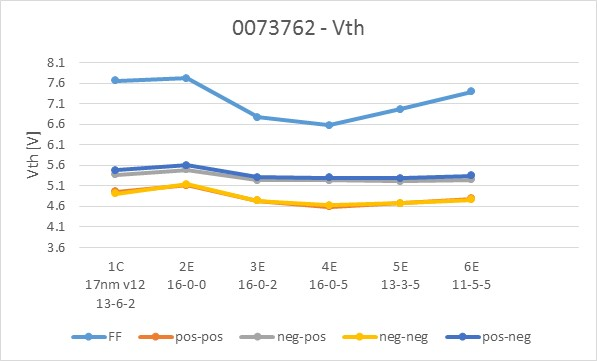 0073762 - Vth
8.1
7.6
7.1
6.6
6.1
5.6
5.1
4.6
3.6
Vth [V]
1C 2E 3E 4E 5E 6E
17nm v12 16-0-0 16-0-2 16-0-5 13-3-5 11-5-5
13-6-2
FF pos-pos neg-pos neg-neg pos-neg